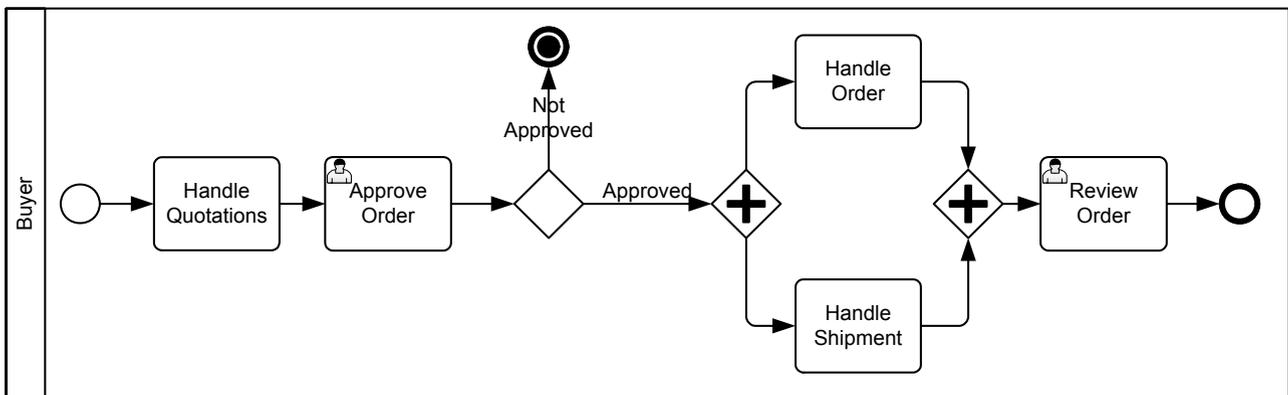 Buyer
Handle
Quotations
Approve
Order
Not
Approved
Approved
Handle
Order
Handle
Shipment
Review
Order